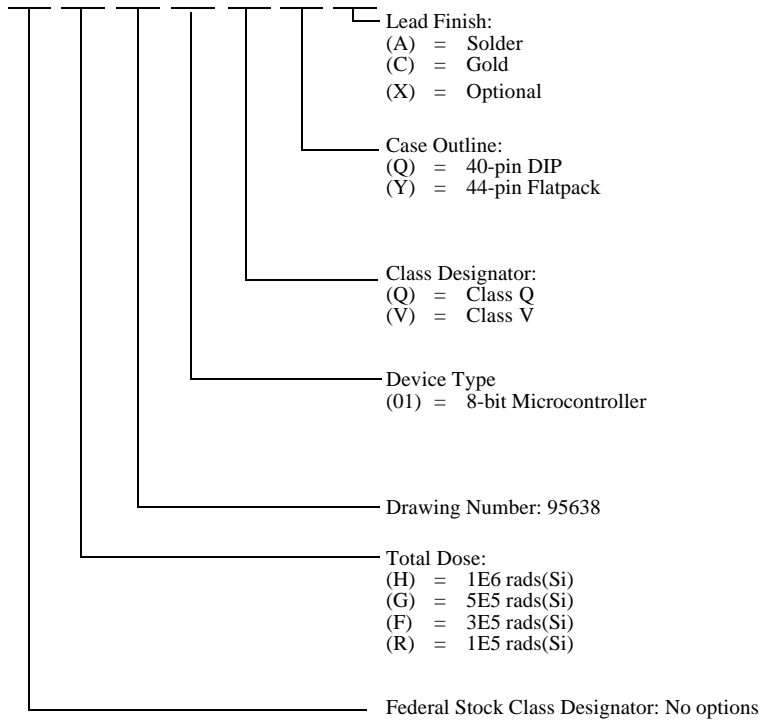 Lead Finish:
(A) = Solder
(C) = Gold
(X) = Optional
Case Outline:
(Q) = 40-pin DIP
(Y) = 44-pin Flatpack
Class Designator:
(Q) = Class Q
(V) = Class V
Device Type
(01) = 8-bit Microcontroller
Drawing Number: 95638
Total Dose:
(H) = 1E6 rads(Si)
(G) = 5E5 rads(Si)
(F) = 3E5 rads(Si)
(R) = 1E5 rads(Si)
Federal Stock Class Designator: No options